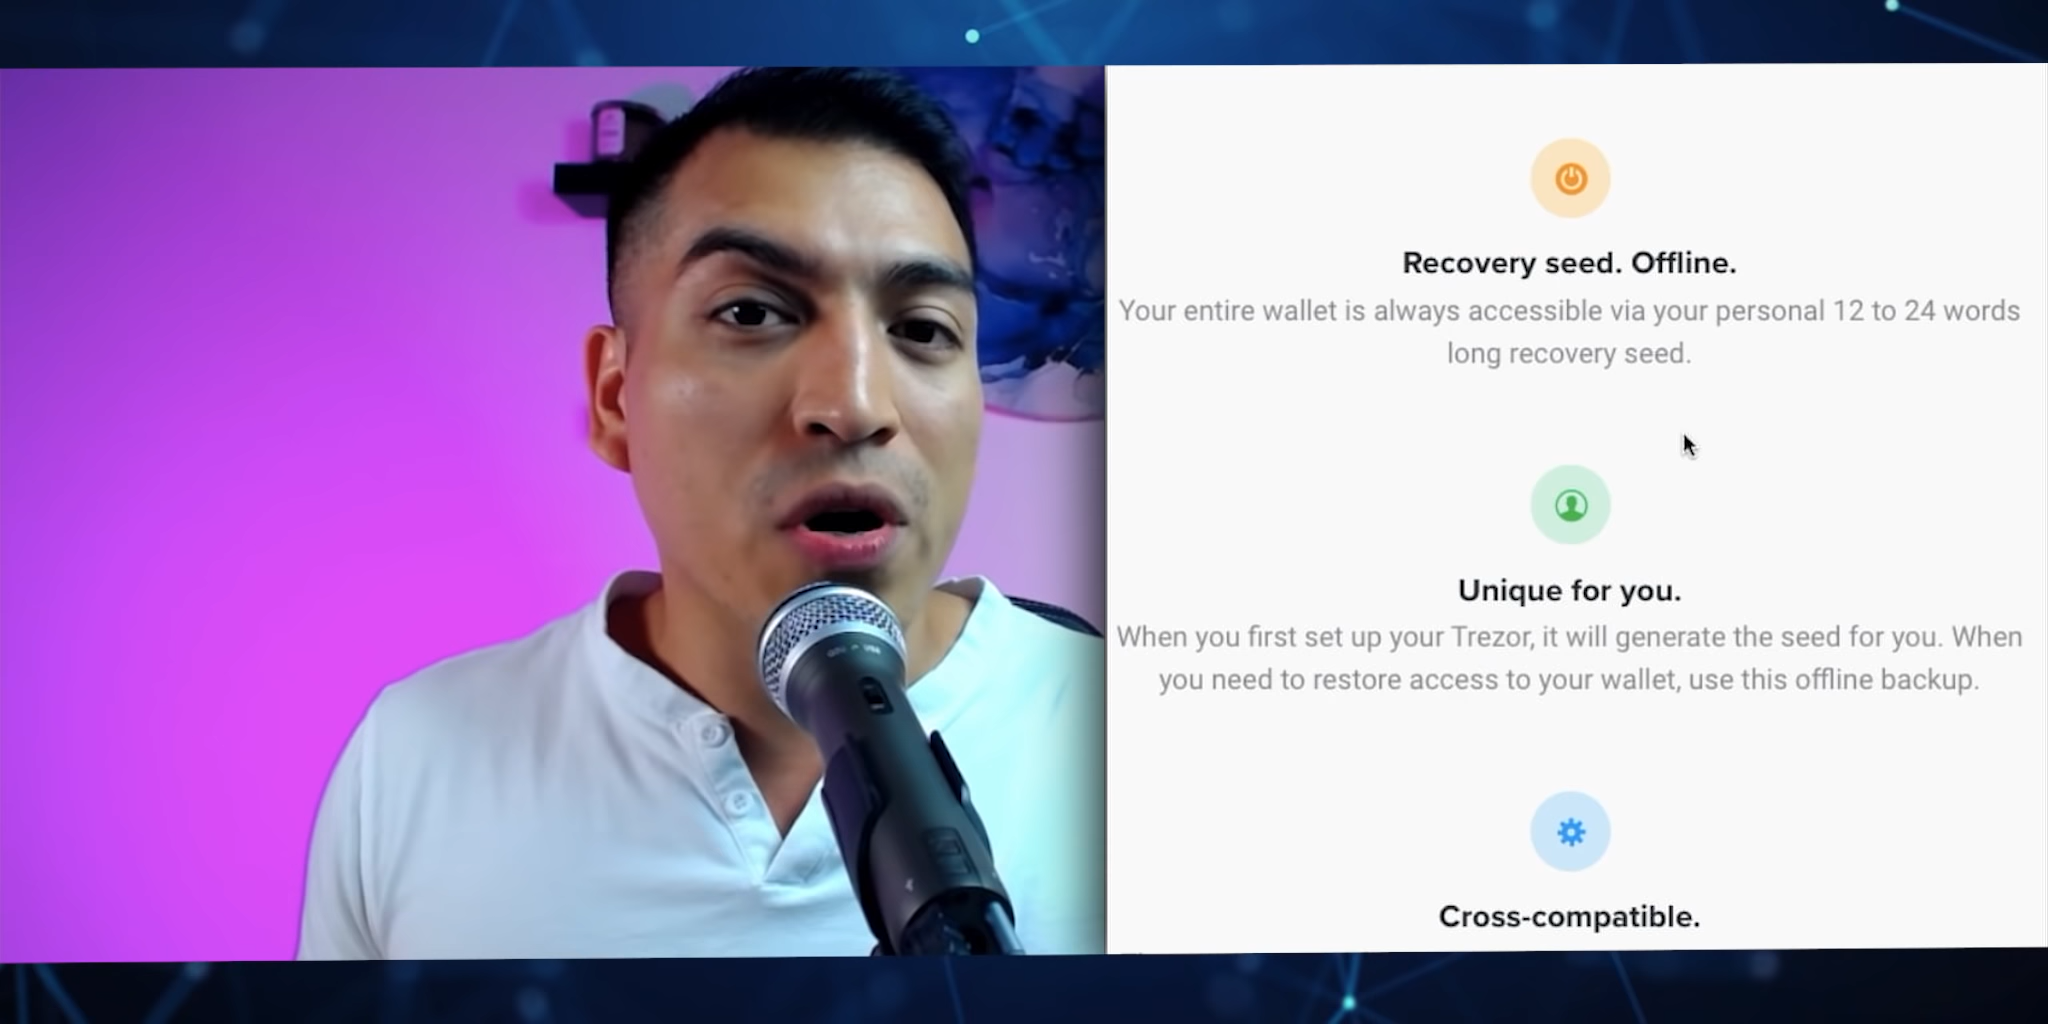 Recovery seed. Offline.
Your entire wallet is always accessible via your personal 12 to 24 words
long recovery seed.
Unique for you.
When you first set up your Trezor, it will generate the seed for you. When
you need to restore access to your wallet, use this offline backup.
Cross-compatible.